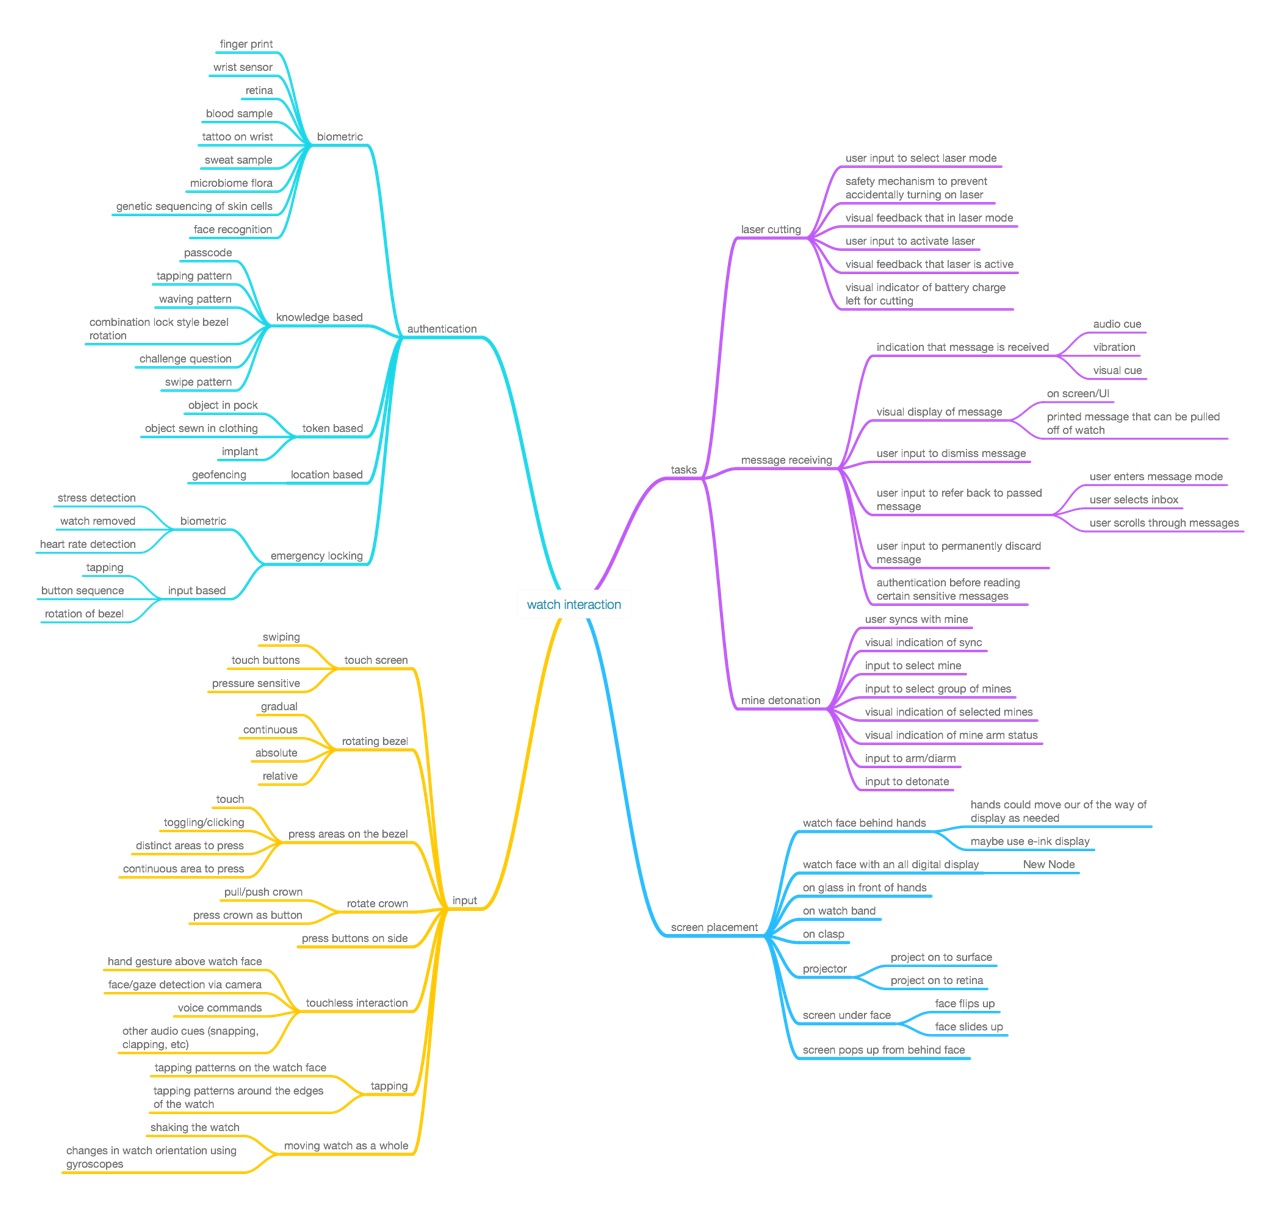 watch interaction
authentication
biometric
finger print
wrist sensor
retina
blood sample
tattoo on wrist
sweat sample
microbiome flora
genetic sequencing of skin cells
face recognition
knowledge based
passcode
tapping pattern
waving pattern
combination lock style bezel
rotation
challenge question
swipe pattern
token based
object in pock
object sewn in clothing
implant
location based
geofencing
emergency locking
biometric
stress detection
watch removed
heart rate detection
input based
tapping
button sequence
rotation of bezel
input
touch screen
swiping
touch buttons
pressure sensitive
rotating bezel
gradual
continuous
absolute
relative
press areas on the bezel
touch
toggling/clicking
distinct areas to press
continuous area to press
rotate crown
pull/push crown
press crown as button
press buttons on side
touchless interaction
hand gesture above watch face
face/gaze detection via camera
voice commands
other audio cues (snapping,
clapping, etc)
tapping
tapping patterns on the watch face
tapping patterns around the edges
of the watch
moving watch as a whole
shaking the watch
changes in watch orientation using
gyroscopes
tasks
laser cutting
user input to select laser mode
safety mechanism to prevent
accidentally turning on laser
visual feedback that in laser mode
user input to activate laser
visual feedback that laser is active
visual indicator of battery charge
left for cutting
message receiving
indication that message is received
audio cue
vibration
visual cue
visual display of message
on screen/UI
printed message that can be pulled
off of watch
user input to dismiss message
user input to refer back to passed
message
user enters message mode
user selects inbox
user scrolls through messages
user input to permanently discard
message
authentication before reading
certain sensitive messages
mine detonation
user syncs with mine
visual indication of sync
input to select mine
input to select group of mines
visual indication of selected mines
visual indication of mine arm status
input to arm/diarm
input to detonate
screen placement
watch face behind hands
hands could move our of the way of
display as needed
maybe use e-ink display
watch face with an all digital display
New Node
on glass in front of hands
on watch band
on clasp
projector
project on to surface
project on to retina
screen under face
face flips up
face slides up
screen pops up from behind face